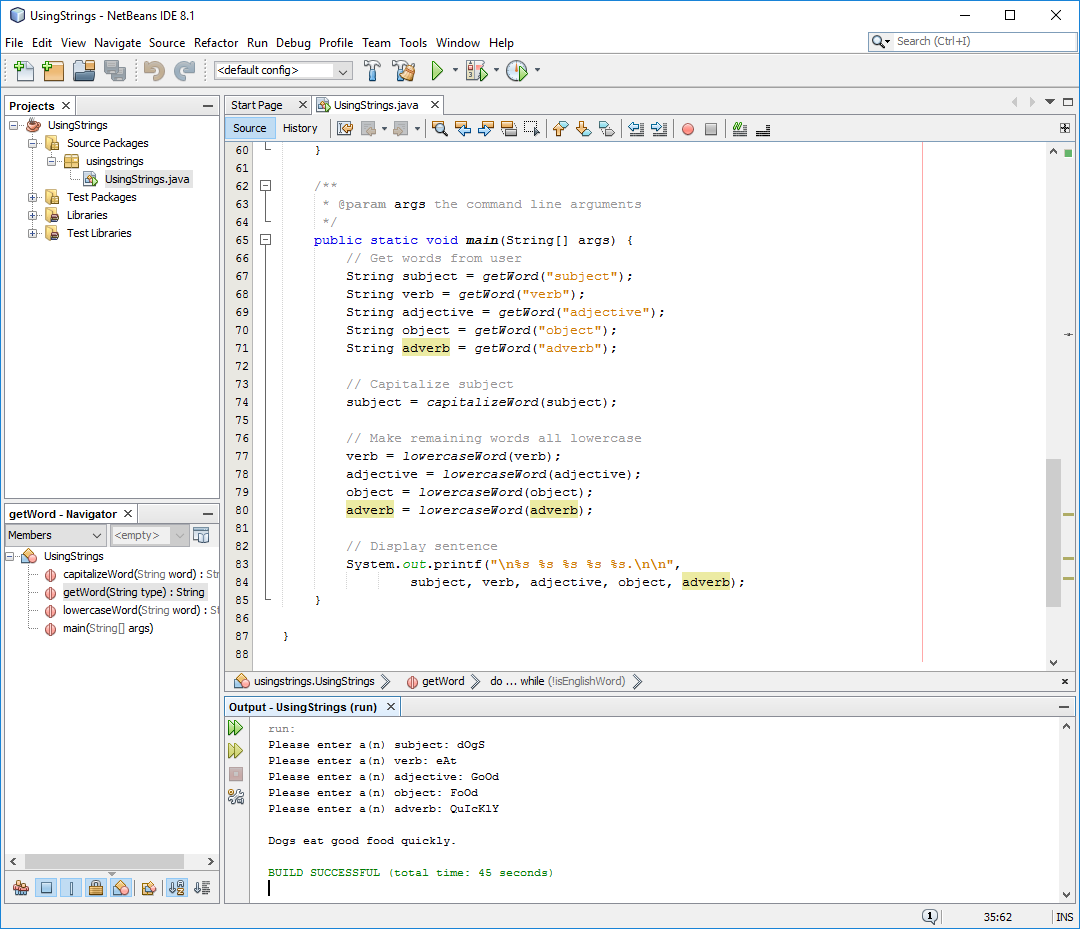 UsingStrings - NetBeans IDE 8.1
File Edit View Navigate Source Refactor Run Debug Profile Team Tools Window Help
Search (Ctrl+I)
<default config>
Projects
UsingStrings
Source Packages
usingstrings
UsingStrings.java
Test Packages
Libraries
Test Libraries
getWord - Navigator
Members <empty>
UsingStrings
capitalizeWord(String word) : Str
getWord(String type) : String
lowercaseWord(String word) : St
main(String[] args)
Start Page UsingStrings.java
Source History
60 }
61
62 /**
63 * @param args the command line arguments
64 */
65 public static void main(String[] args) {
66 // Get words from user
67 String subject = getWord("subject");
68 String verb = getWord("verb");
69 String adjective = getWord("adjective");
70 String object = getWord("object");
71 String adverb = getWord("adverb");
72
73 // Capitalize subject
74 subject = capitalizeWord(subject);
75
76 // Make remaining words all lowercase
77 verb = lowercaseWord(verb);
78 adjective = lowercaseWord(adjective);
79 object = lowercaseWord(object);
80 adverb = lowercaseWord(adverb);
81
82 // Display sentence
83 System.out.printf("\n%s %s %s %s %s.\n\n",
84 subject, verb, adjective, object, adverb);
85 }
86
87 }
88
usingstrings.UsingStrings getWord do ... while (!isEnglishWord)
Output - UsingStrings (run)
run:
Please enter a(n) subject: dOgS
Please enter a(n) verb: eAt
Please enter a(n) adjective: GoOd
Please enter a(n) object: FoOd
Please enter a(n) adverb: QuIcKlY
Dogs eat good food quickly.
BUILD SUCCESSFUL (total time: 45 seconds)
1 35:62 INS